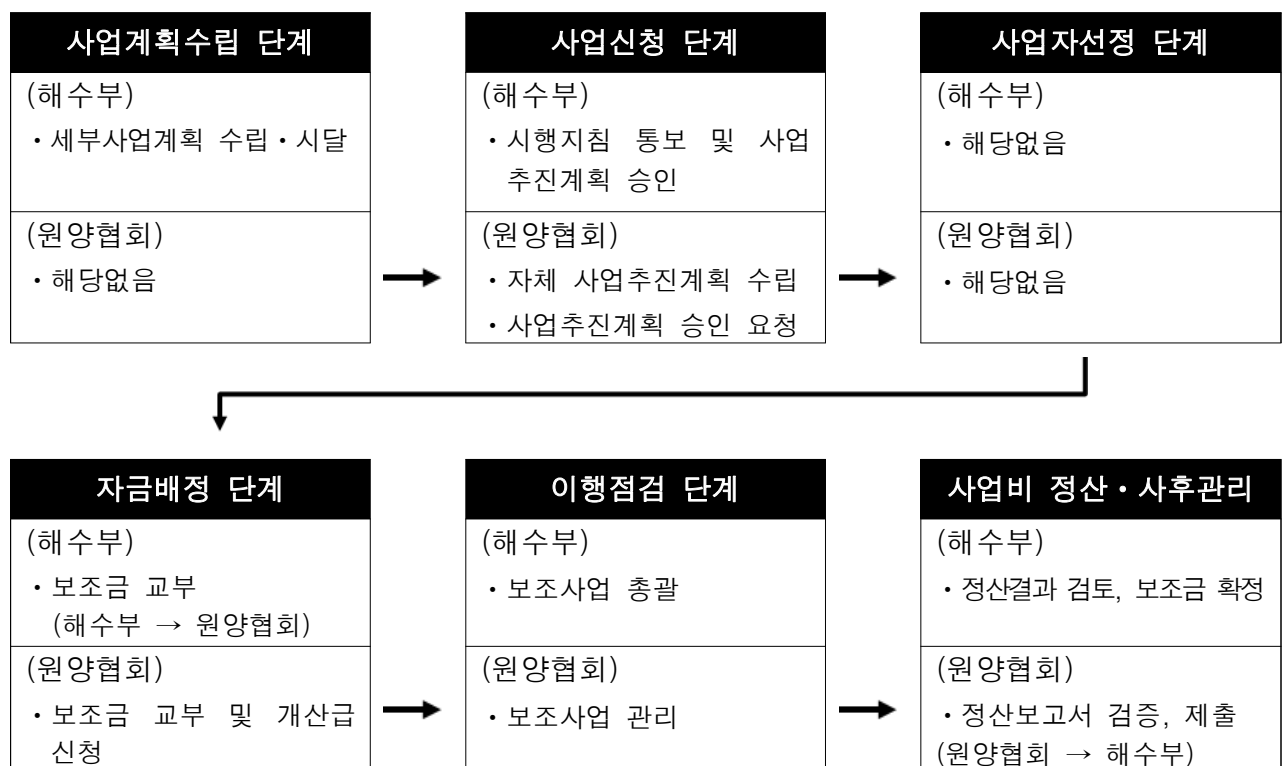 사업계획수립 단계
(해수부)
・세부사업계획 수립・시달
(원양협회)
・해당없음
사업신청 단계
(해수부)
・시행지침 통보 및 사업
추진계획 승인
(원양협회)
・자체 사업추진계획 수립
・사업추진계획 승인 요청
사업자선정 단계
(해수부)
・해당없음
(원양협회)
・해당없음
자금배정 단계
(해수부)
・보조금 교부
(해수부 → 원양협회)
(원양협회)
・보조금 교부 및 개산급
신청
이행점검 단계
(해수부)
・보조사업 총괄
(원양협회)
・보조사업 관리
사업비 정산・사후관리
(해수부)
・정산결과 검토, 보조금 확정
(원양협회)
・정산보고서 검증, 제출
(원양협회 → 해수부)